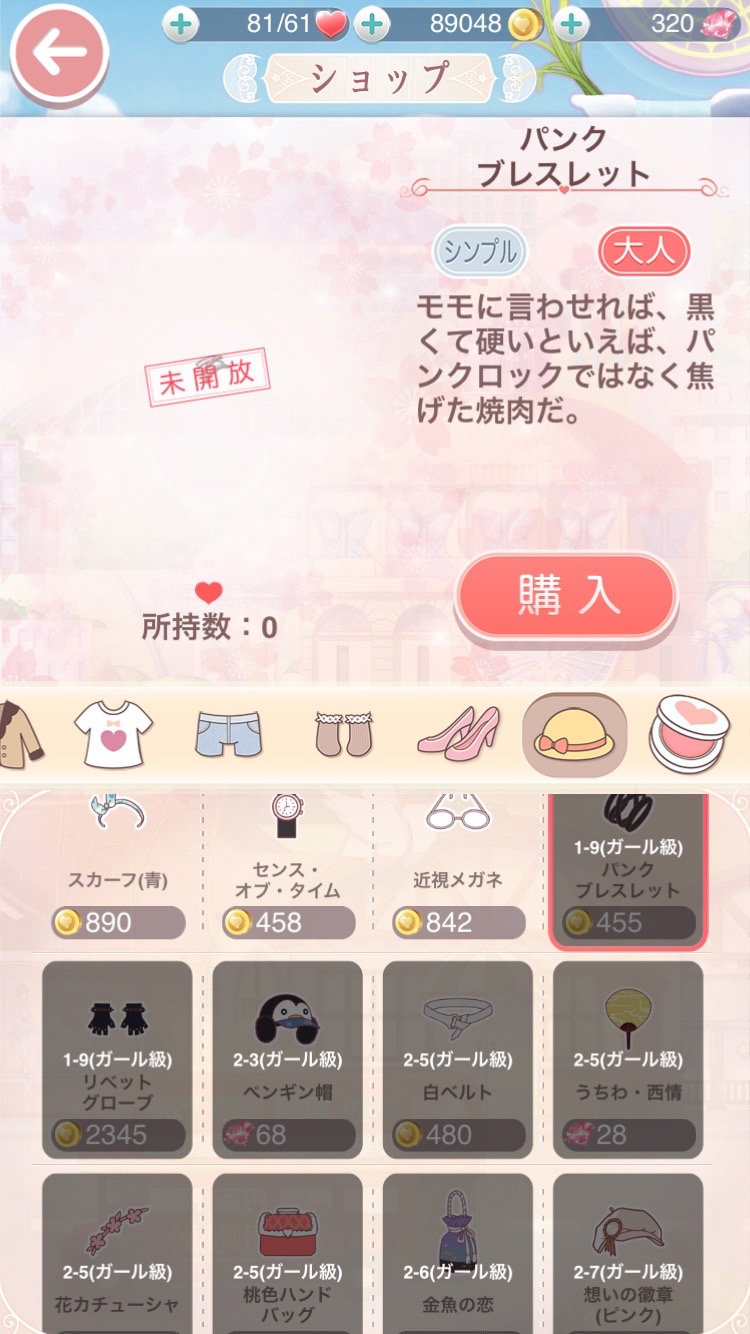 81/61
89048
320
ショップ
パンク
ブレスレット
シンプル
大人
モモに言わせれば、黒
くて硬いといえば、パ
ンクロックではなく焦
げた焼肉だ。
未開放
所持数：0
購入
スカーフ(青)
890
センス・
オブ・タイム
458
近視メガネ
842
1-9(ガール級)
パンク
ブレスレット
455
1-9(ガール級)
リベット
グローブ
2345
2-3(ガール級)
ペンギン帽
68
2-5(ガール級)
白ベルト
480
2-5(ガール級)
うちわ・西情
28
2-5(ガール級)
花カチューシャ
2-5(ガール級)
桃色ハンド
バッグ
2-6(ガール級)
金魚の恋
2-7(ガール級)
想いの徽章
(ピンク)